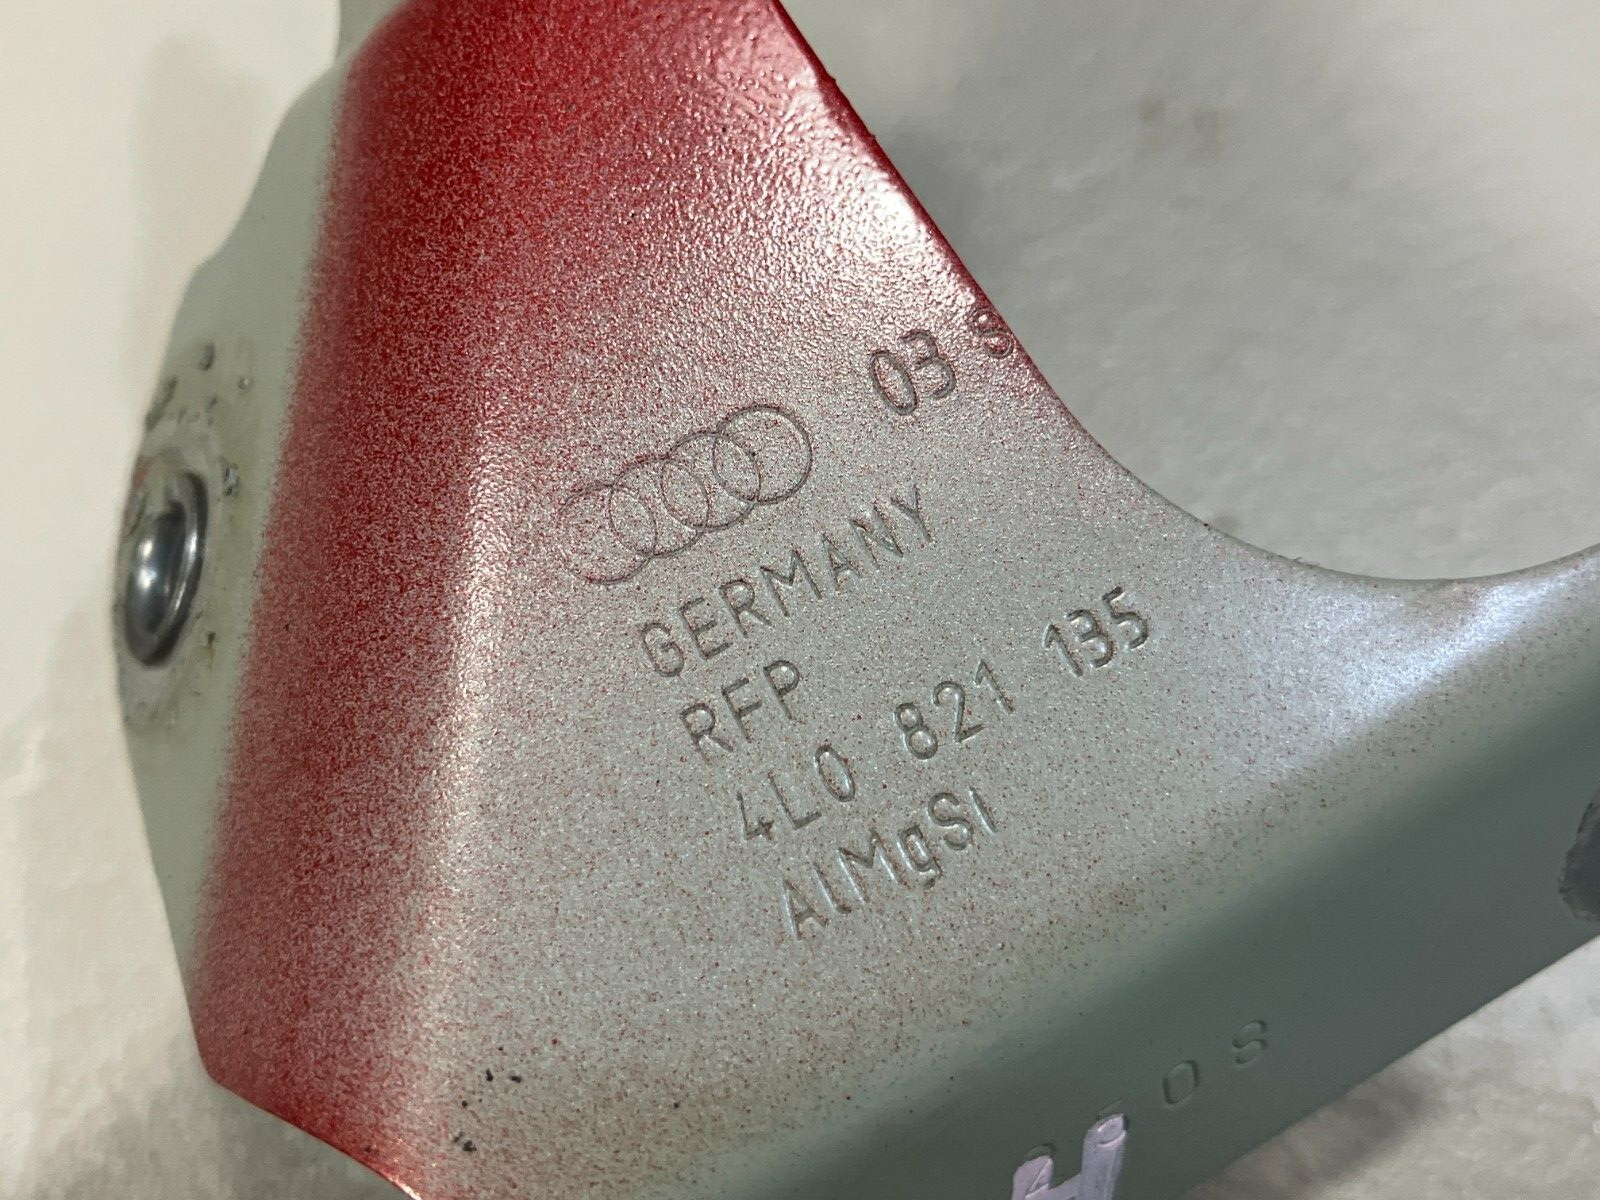 03 S
GERMANY
RFP
4L0 821 135
AlMgSi